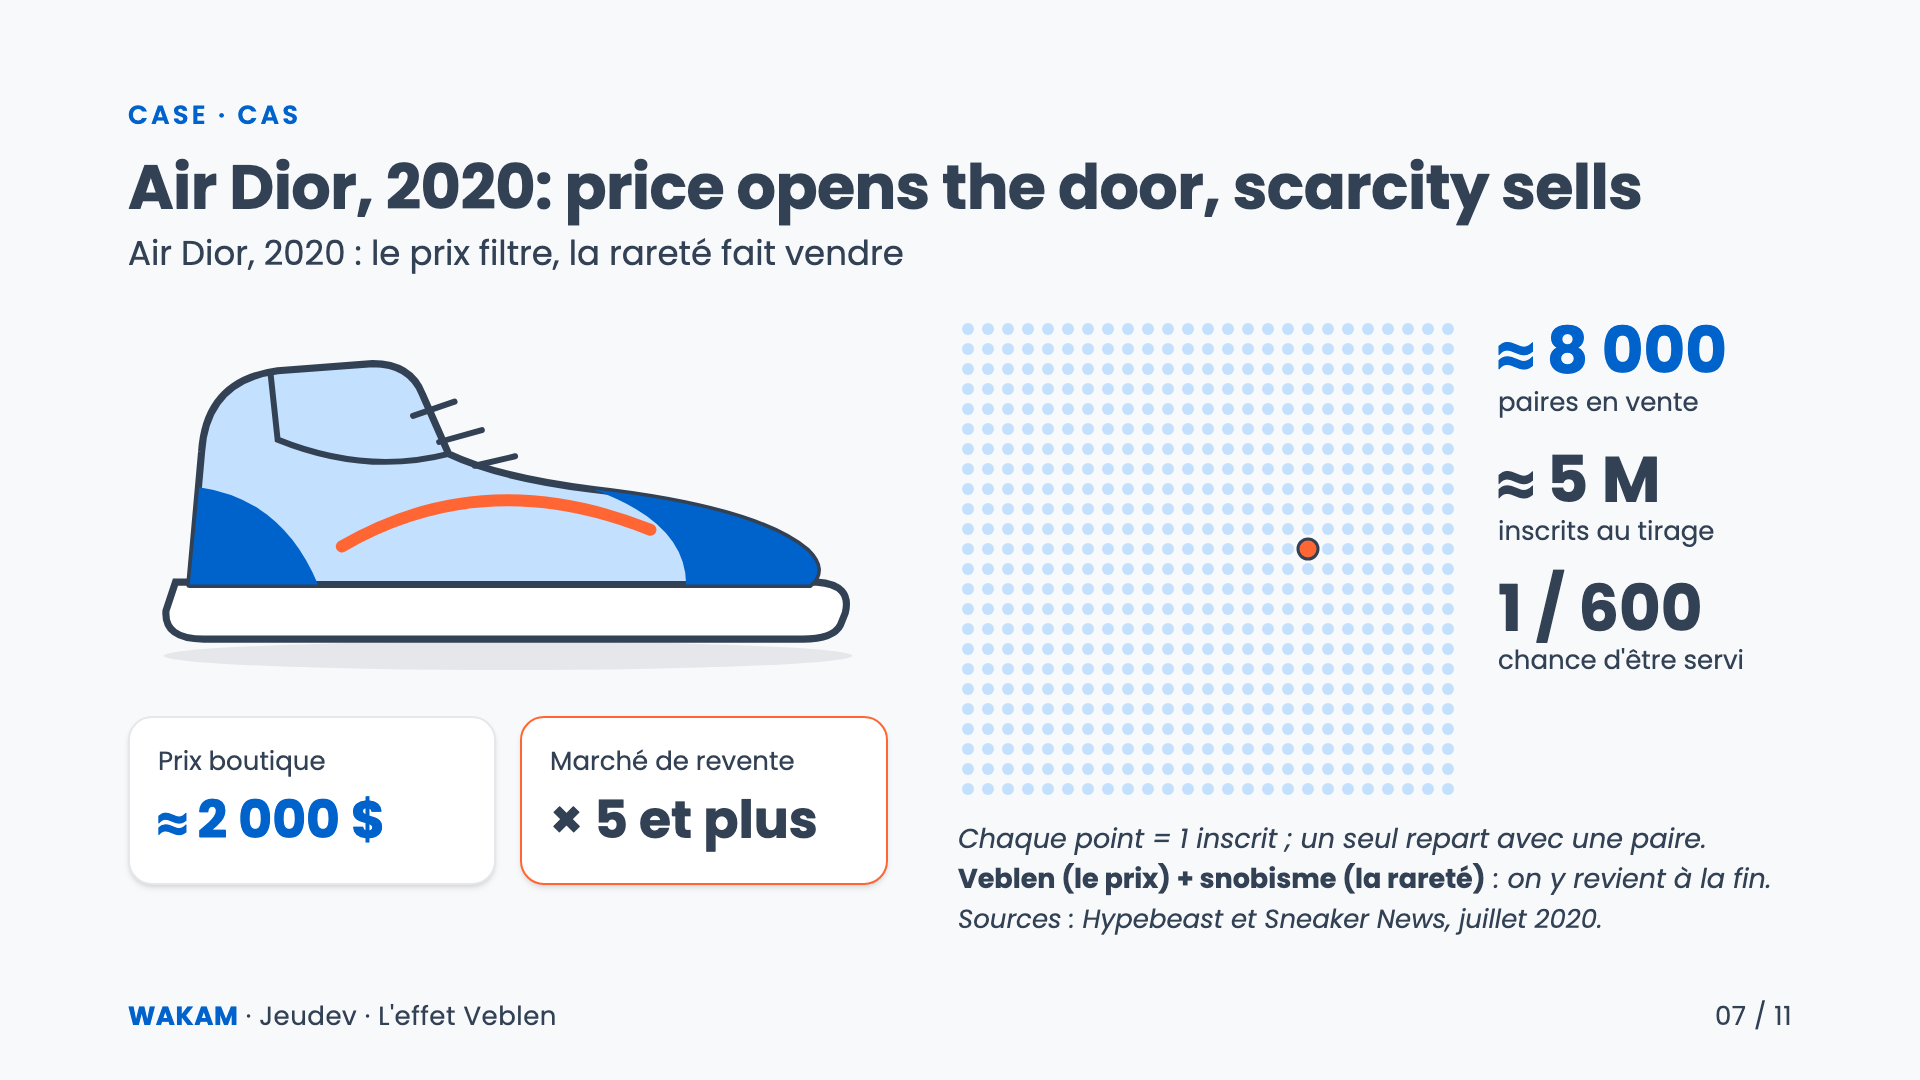 CASE · CAS
Air Dior, 2020: price opens the door, scarcity sells
Air Dior, 2020 : le prix filtre, la rareté fait vendre
Prix boutique
≈ 2 000 $
Marché de revente
× 5 et plus
≈ 8 000
paires en vente
≈ 5 M
inscrits au tirage
1 / 600
chance d'être servi
Chaque point = 1 inscrit ; un seul repart avec une paire.
Veblen (le prix) + snobisme (la rareté) : on y revient à la fin.
Sources : Hypebeast et Sneaker News, juillet 2020.
WAKAM · Jeudev · L'effet Veblen
07 / 11